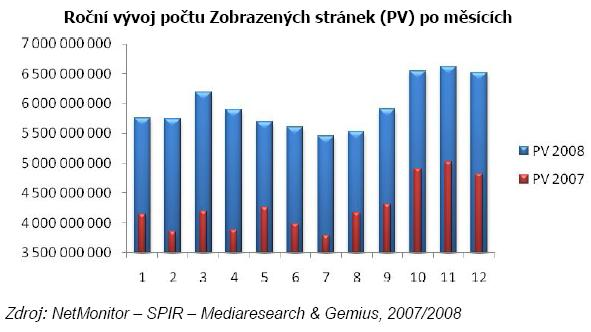 Roční vývoj počtu Zobrazených stránek (PV) po měsících
7 000 000 000
6 500 000 000
6 000 000 000
5 500 000 000
5 000 000 000
4 500 000 000
4 000 000 000
3 500 000 000
1 2 3 4 5 6 7 8 9 10 11 12
PV 2008
PV 2007
Zdroj: NetMonitor – SPIR – Mediaresearch & Gemius, 2007/2008